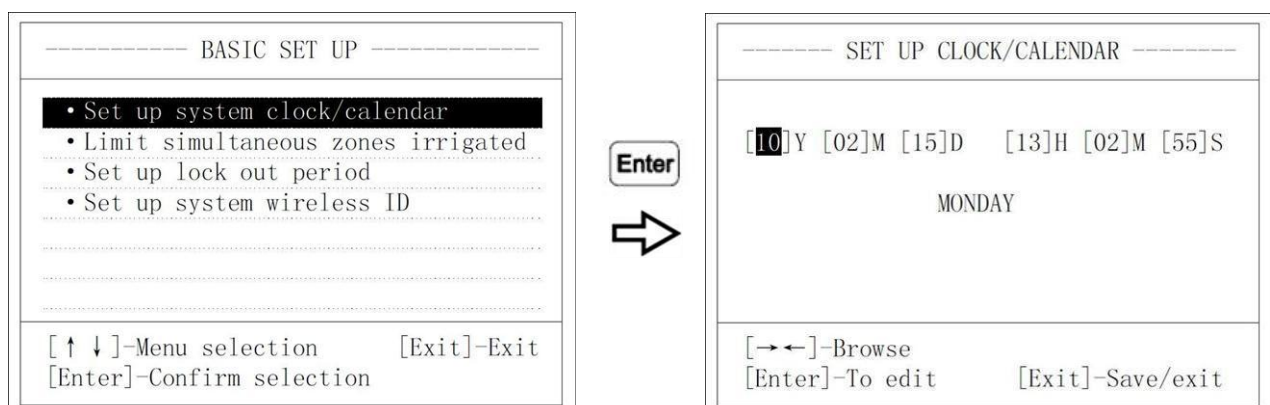 ----------- BASIC SET UP -------------
• Set up system clock/calendar
• Limit simultaneous zones irrigated
• Set up lock out period
• Set up system wireless ID
[↑ ↓]-Menu selection [Exit]-Exit
[Enter]-Confirm selection
Enter
------- SET UP CLOCK/CALENDAR --------
[10]Y [02]M [15]D [13]H [02]M [55]S
MONDAY
[→←]-Browse
[Enter]-To edit [Exit]-Save/exit